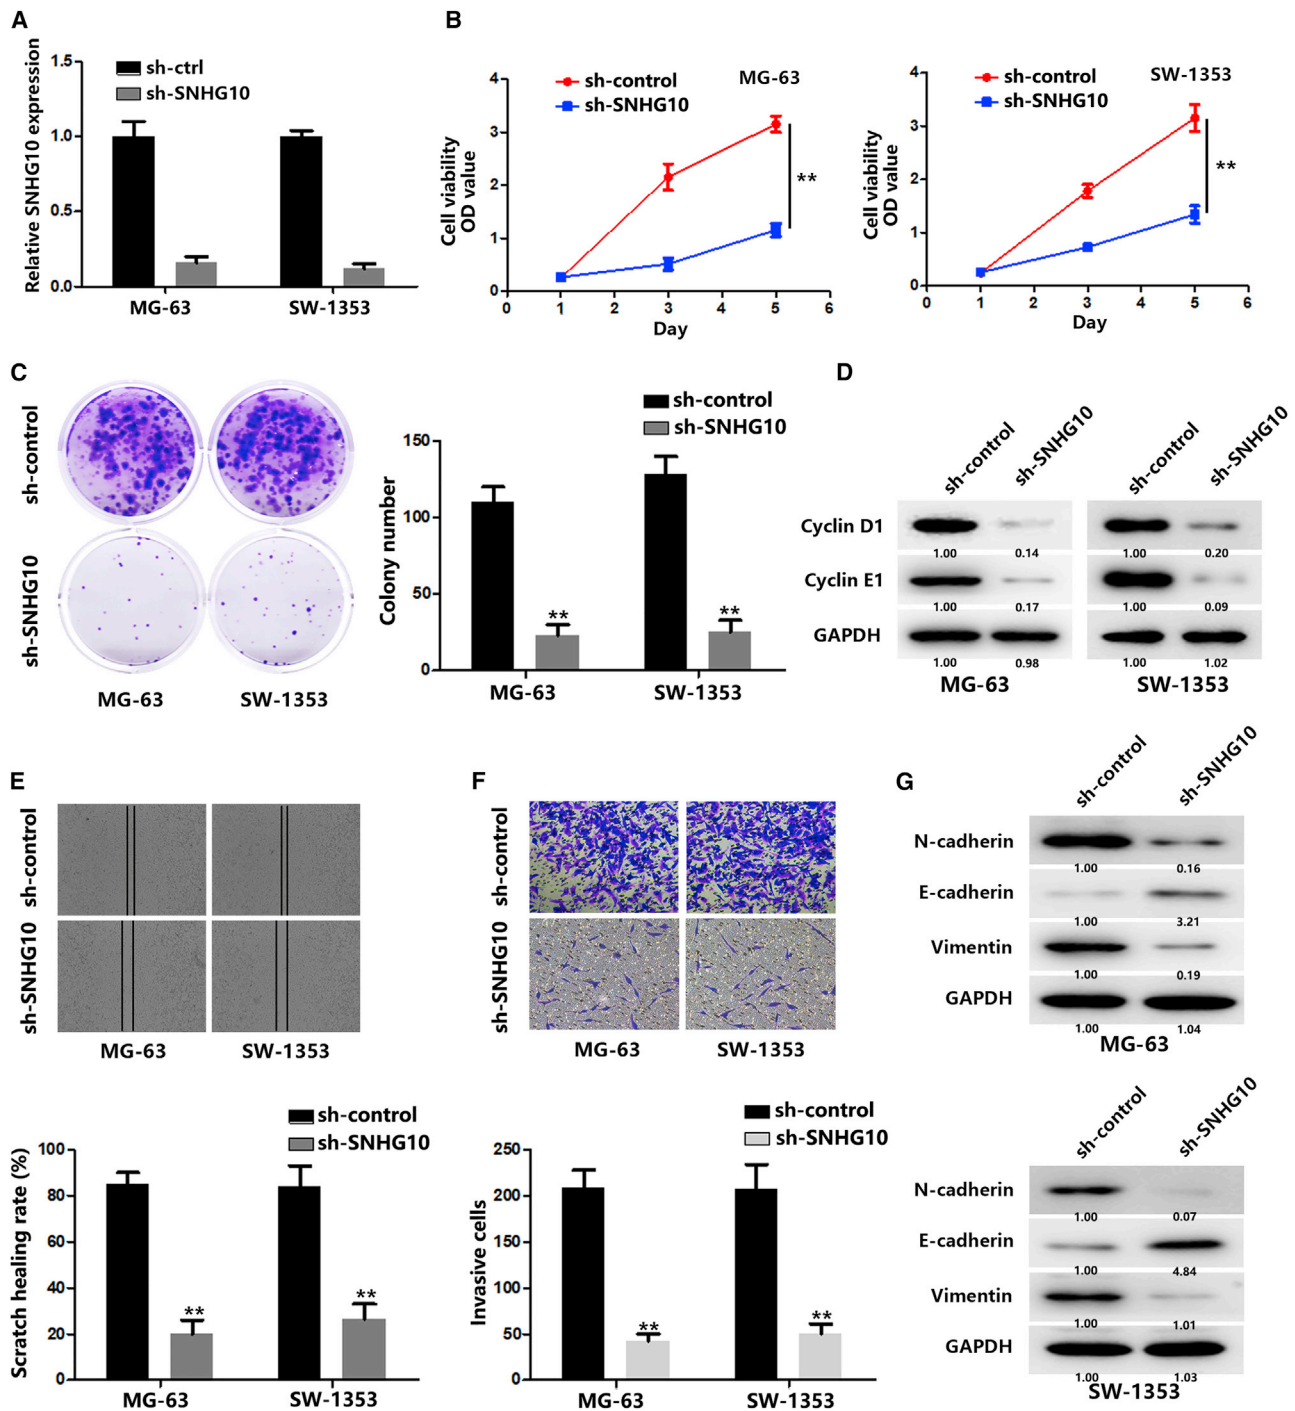 A
Relative SNHG10 expression
1.5
1.0
0.5
0.0
sh-ctrl
sh-SNHG10
MG-63
SW-1353
B
Cell viability
OD value
4
3
2
1
0
sh-control
sh-SNHG10
MG-63
**
0
1
2
3
4
5
6
Day
Cell viability
OD value
4
3
2
1
0
sh-control
sh-SNHG10
SW-1353
**
0
1
2
3
4
5
6
Day
C
sh-control
sh-SNHG10
MG-63
SW-1353
Colony number
150
100
50
0
sh-control
sh-SNHG10
**
**
MG-63
SW-1353
D
sh-control
sh-SNHG10
sh-control
sh-SNHG10
Cyclin D1
1.00
0.14
1.00
0.20
Cyclin E1
1.00
0.17
1.00
0.09
GAPDH
1.00
0.98
1.00
1.02
MG-63
SW-1353
E
sh-control
sh-SNHG10
MG-63
SW-1353
Scratch healing rate (%)
100
80
60
40
20
0
sh-control
sh-SNHG10
**
**
MG-63
SW-1353
F
sh-control
sh-SNHG10
MG-63
SW-1353
Invasive cells
250
200
150
100
50
0
sh-control
sh-SNHG10
**
**
MG-63
SW-1353
G
sh-control
sh-SNHG10
N-cadherin
1.00
0.16
E-cadherin
1.00
3.21
Vimentin
1.00
0.19
GAPDH
1.00
1.04
MG-63
sh-control
sh-SNHG10
N-cadherin
1.00
0.07
E-cadherin
1.00
4.84
Vimentin
1.00
1.01
GAPDH
1.00
1.03
SW-1353